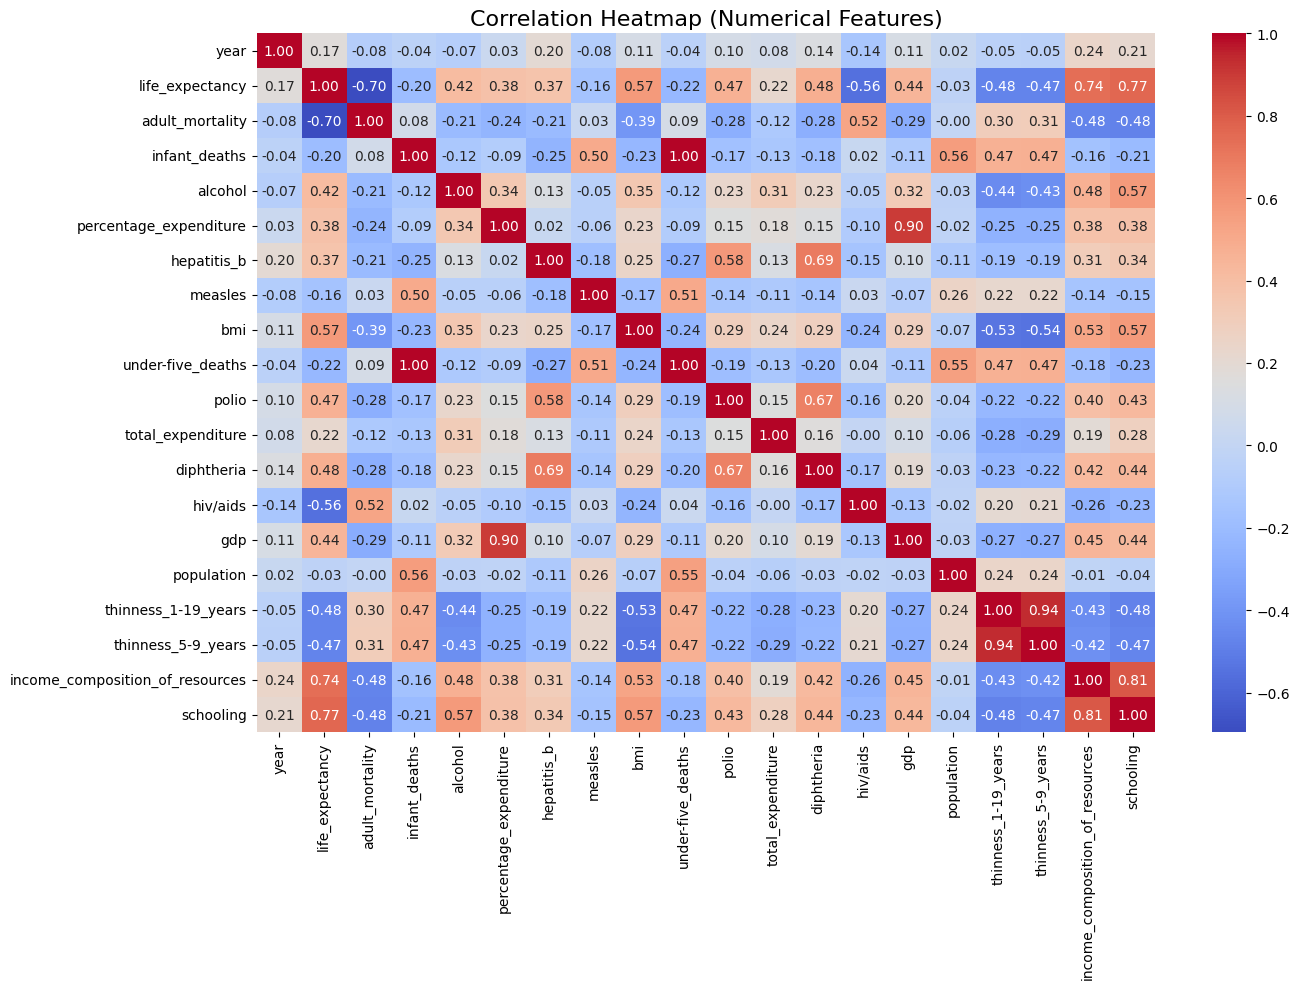 Correlation Heatmap (Numerical Features)
year 1.00 0.17 -0.08 -0.04 -0.07 0.03 0.20 -0.08 0.11 -0.04 0.10 0.08 0.14 -0.14 0.11 0.02 -0.05 -0.05 0.24 0.21
life_expectancy 0.17 1.00 -0.70 -0.20 0.42 0.38 0.37 -0.16 0.57 -0.22 0.47 0.22 0.48 -0.56 0.44 -0.03 -0.48 -0.47 0.74 0.77
adult_mortality -0.08 -0.70 1.00 0.08 -0.21 -0.24 -0.21 0.03 -0.39 0.09 -0.28 -0.12 -0.28 0.52 -0.29 -0.00 0.30 0.31 -0.48 -0.48
infant_deaths -0.04 -0.20 0.08 1.00 -0.12 -0.09 -0.25 0.50 -0.23 1.00 -0.17 -0.13 -0.18 0.02 -0.11 0.56 0.47 0.47 -0.16 -0.21
alcohol -0.07 0.42 -0.21 -0.12 1.00 0.34 0.13 -0.05 0.35 -0.12 0.23 0.31 0.23 -0.05 0.32 -0.03 -0.44 -0.43 0.48 0.57
percentage_expenditure 0.03 0.38 -0.24 -0.09 0.34 1.00 0.02 -0.06 0.23 -0.09 0.15 0.18 0.15 -0.10 0.90 -0.02 -0.25 -0.25 0.38 0.38
hepatitis_b 0.20 0.37 -0.21 -0.25 0.13 0.02 1.00 -0.18 0.25 -0.27 0.58 0.13 0.69 -0.15 0.10 -0.11 -0.19 -0.19 0.31 0.34
measles -0.08 -0.16 0.03 0.50 -0.05 -0.06 -0.18 1.00 -0.17 0.51 -0.14 -0.11 -0.14 0.03 -0.07 0.26 0.22 0.22 -0.14 -0.15
bmi 0.11 0.57 -0.39 -0.23 0.35 0.23 0.25 -0.17 1.00 -0.24 0.29 0.24 0.29 -0.24 0.29 -0.07 -0.53 -0.54 0.53 0.57
under-five_deaths -0.04 -0.22 0.09 1.00 -0.12 -0.09 -0.27 0.51 -0.24 1.00 -0.19 -0.13 -0.20 0.04 -0.11 0.55 0.47 0.47 -0.18 -0.23
polio 0.10 0.47 -0.28 -0.17 0.23 0.15 0.58 -0.14 0.29 -0.19 1.00 0.15 0.67 -0.16 0.20 -0.04 -0.22 -0.22 0.40 0.43
total_expenditure 0.08 0.22 -0.12 -0.13 0.31 0.18 0.13 -0.11 0.24 -0.13 0.15 1.00 0.16 -0.00 0.10 -0.06 -0.28 -0.29 0.19 0.28
diphtheria 0.14 0.48 -0.28 -0.18 0.23 0.15 0.69 -0.14 0.29 -0.20 0.67 0.16 1.00 -0.17 0.19 -0.03 -0.23 -0.22 0.42 0.44
hiv/aids -0.14 -0.56 0.52 0.02 -0.05 -0.10 -0.15 0.03 -0.24 0.04 -0.16 -0.00 -0.17 1.00 -0.13 -0.02 0.20 0.21 -0.26 -0.23
gdp 0.11 0.44 -0.29 -0.11 0.32 0.90 0.10 -0.07 0.29 -0.11 0.20 0.10 0.19 -0.13 1.00 -0.03 -0.27 -0.27 0.45 0.44
population 0.02 -0.03 -0.00 0.56 -0.03 -0.02 -0.11 0.26 -0.07 0.55 -0.04 -0.06 -0.03 -0.02 -0.03 1.00 0.24 0.24 -0.01 -0.04
thinness_1-19_years -0.05 -0.48 0.30 0.47 -0.44 -0.25 -0.19 0.22 -0.53 0.47 -0.22 -0.28 -0.23 0.20 -0.27 0.24 1.00 0.94 -0.43 -0.48
thinness_5-9_years -0.05 -0.47 0.31 0.47 -0.43 -0.25 -0.19 0.22 -0.54 0.47 -0.22 -0.29 -0.22 0.21 -0.27 0.24 0.94 1.00 -0.42 -0.47
income_composition_of_resources 0.24 0.74 -0.48 -0.16 0.48 0.38 0.31 -0.14 0.53 -0.18 0.40 0.19 0.42 -0.26 0.45 -0.01 -0.43 -0.42 1.00 0.81
schooling 0.21 0.77 -0.48 -0.21 0.57 0.38 0.34 -0.15 0.57 -0.23 0.43 0.28 0.44 -0.23 0.44 -0.04 -0.48 -0.47 0.81 1.00
year
life_expectancy
adult_mortality
infant_deaths
alcohol
percentage_expenditure
hepatitis_b
measles
bmi
under-five_deaths
polio
total_expenditure
diphtheria
hiv/aids
gdp
population
thinness_1-19_years
thinness_5-9_years
income_composition_of_resources
schooling
1.0
0.8
0.6
0.4
0.2
0.0
-0.2
-0.4
-0.6